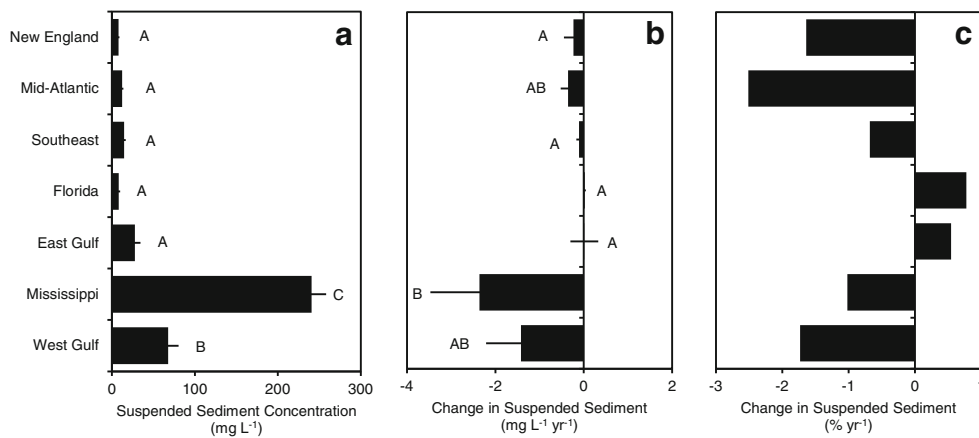 a
b
c
New England
Mid-Atlantic
Southeast
Florida
East Gulf
Mississippi
West Gulf
A
A
A
A
A
C
B
0 100 200 300
Suspended Sediment Concentration
(mg L⁻¹)
A
AB
A
A
A
B
AB
-4 -2 0 2
Change in Suspended Sediment
(mg L⁻¹ yr⁻¹)
-3 -2 -1 0 1
Change in Suspended Sediment
(% yr⁻¹)